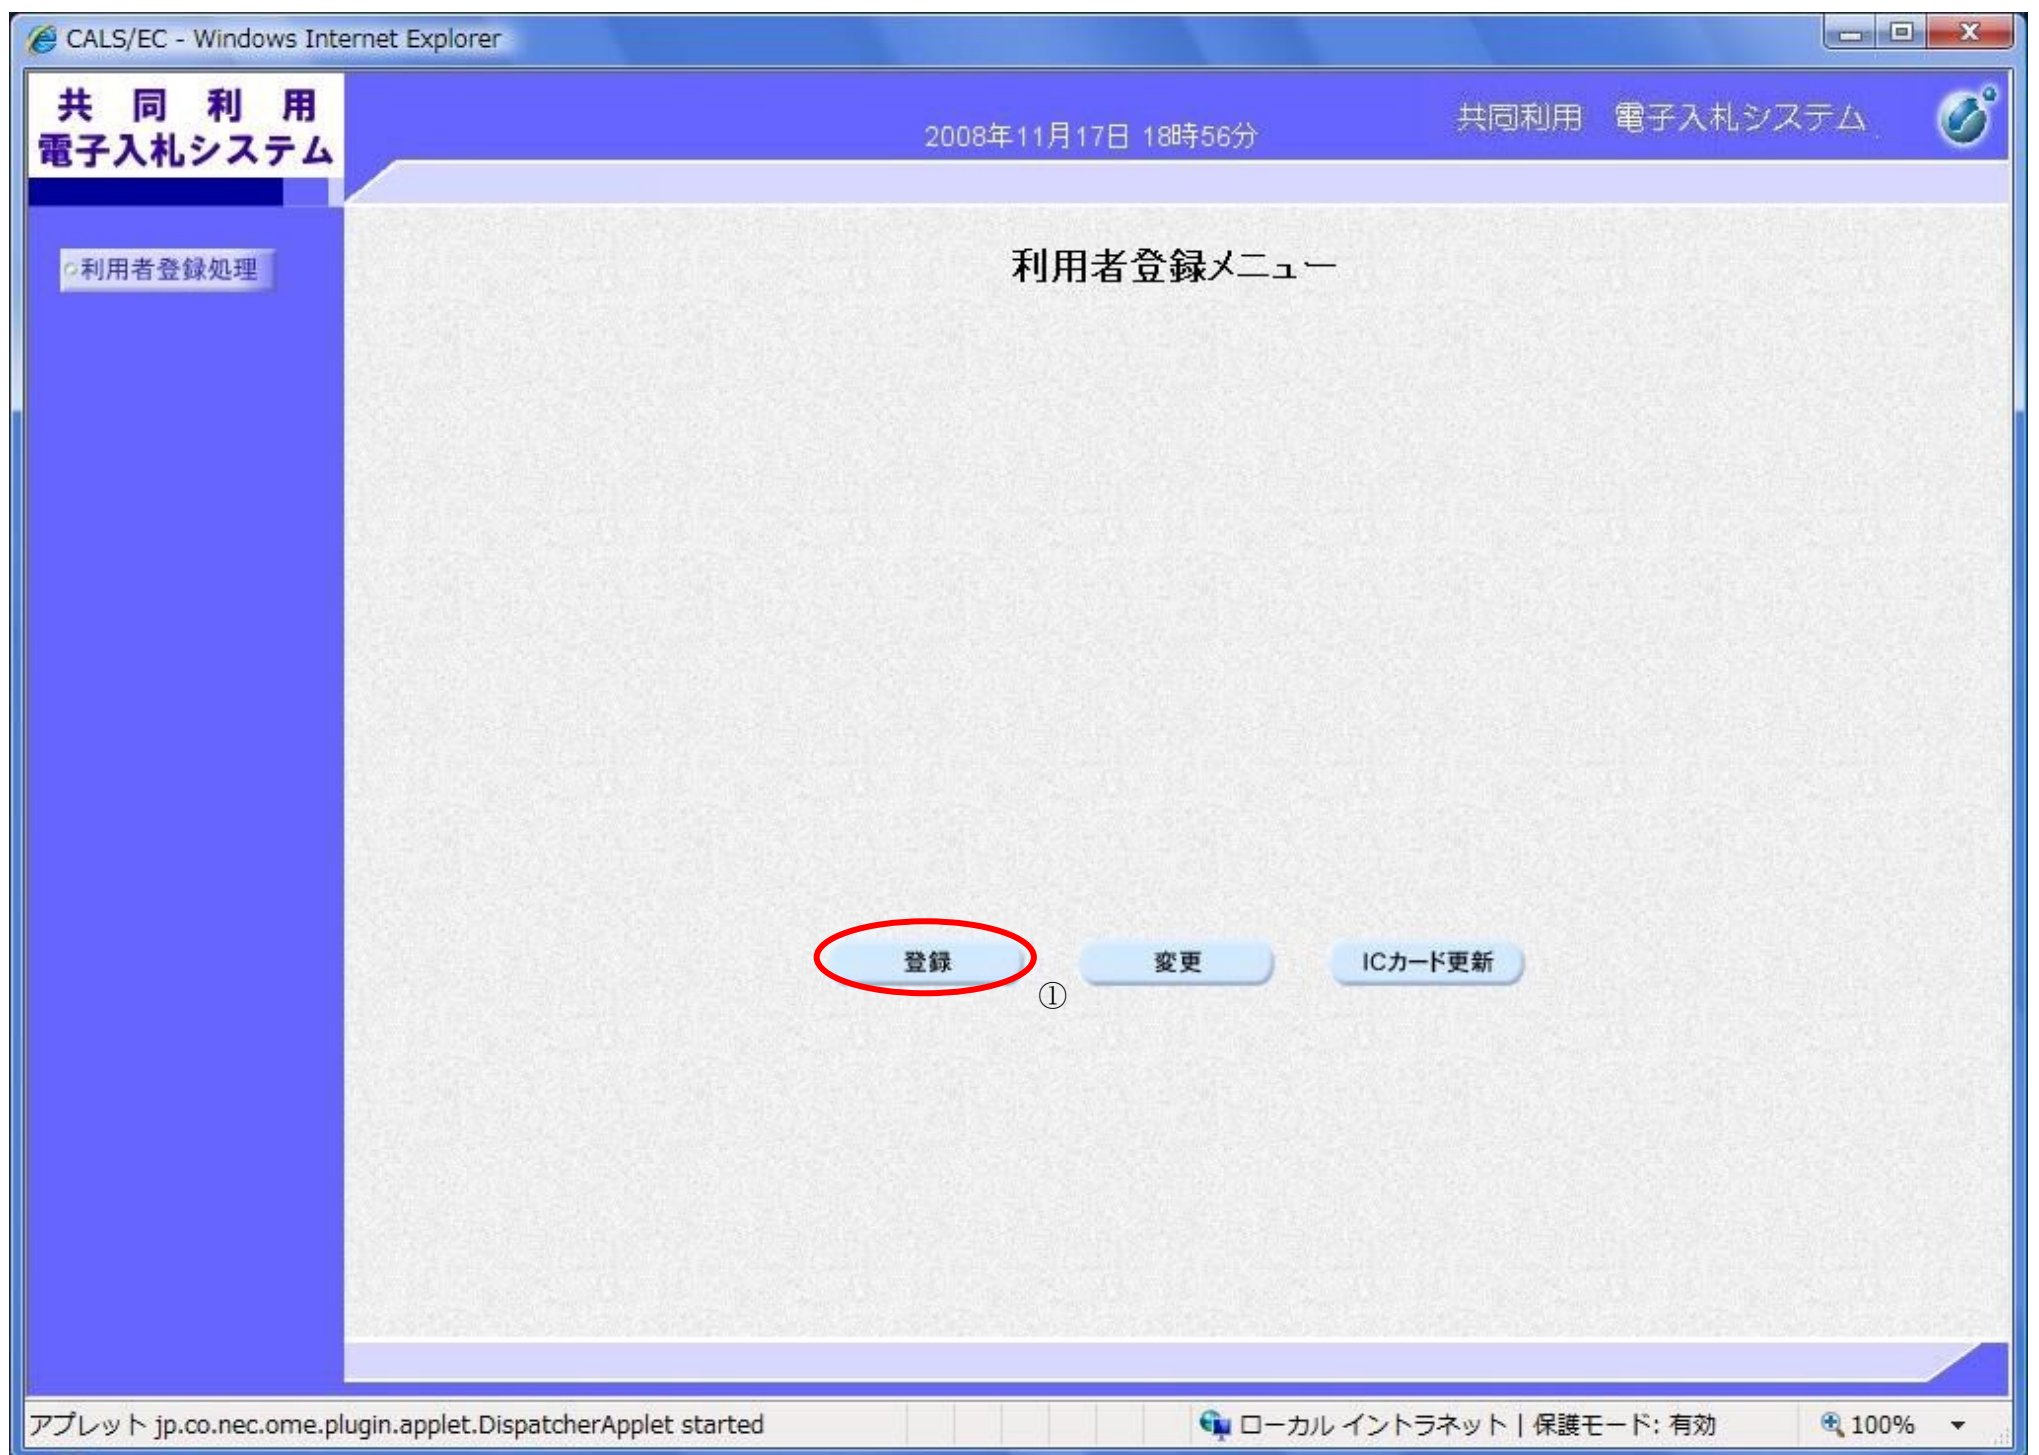 CALS/EC - Windows Internet Explorer
共同利用
電子入札システム
2008年11月17日 18時56分
共同利用 電子入札システム
利用者登録処理
利用者登録メニュー
登録
変更
ICカード更新
①
アプレット jp.co.nec.ome.plugin.applet.DispatcherApplet started
ローカル イントラネット | 保護モード: 有効
100%